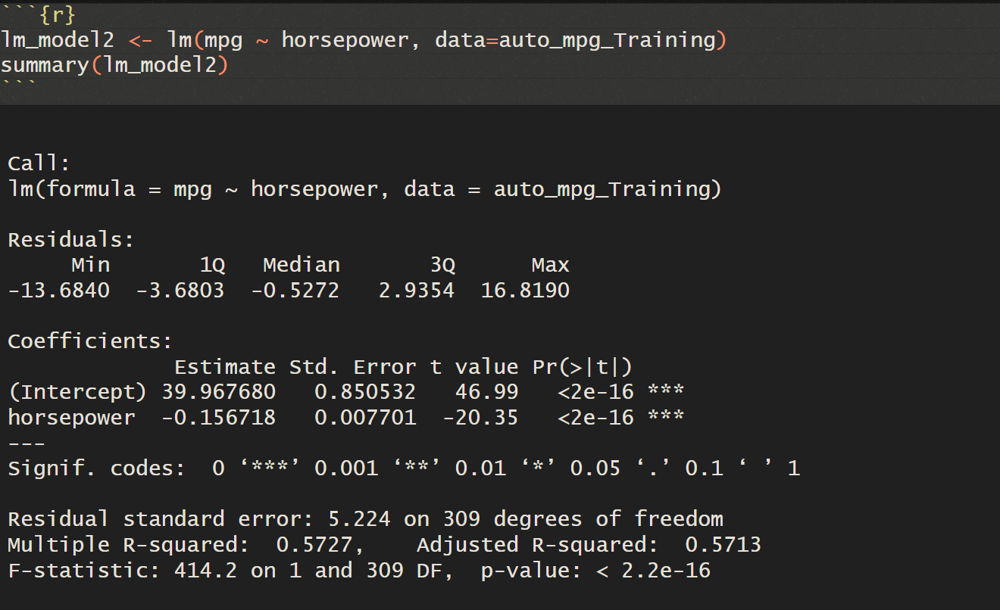 ```{r}
lm_model2 <- lm(mpg ~ horsepower, data=auto_mpg_Training)
summary(lm_model2)
```
Call:
lm(formula = mpg ~ horsepower, data = auto_mpg_Training)
Residuals:
     Min       1Q   Median       3Q      Max
-13.6840  -3.6803  -0.5272   2.9354  16.8190
Coefficients:
             Estimate Std. Error t value Pr(>|t|)
(Intercept) 39.967680   0.850532   46.99   <2e-16 ***
horsepower  -0.156718   0.007701  -20.35   <2e-16 ***
---
Signif. codes:  0 ‘***’ 0.001 ‘**’ 0.01 ‘*’ 0.05 ‘.’ 0.1 ‘ ’ 1
Residual standard error: 5.224 on 309 degrees of freedom
Multiple R-squared:  0.5727,    Adjusted R-squared:  0.5713
F-statistic: 414.2 on 1 and 309 DF,  p-value: < 2.2e-16